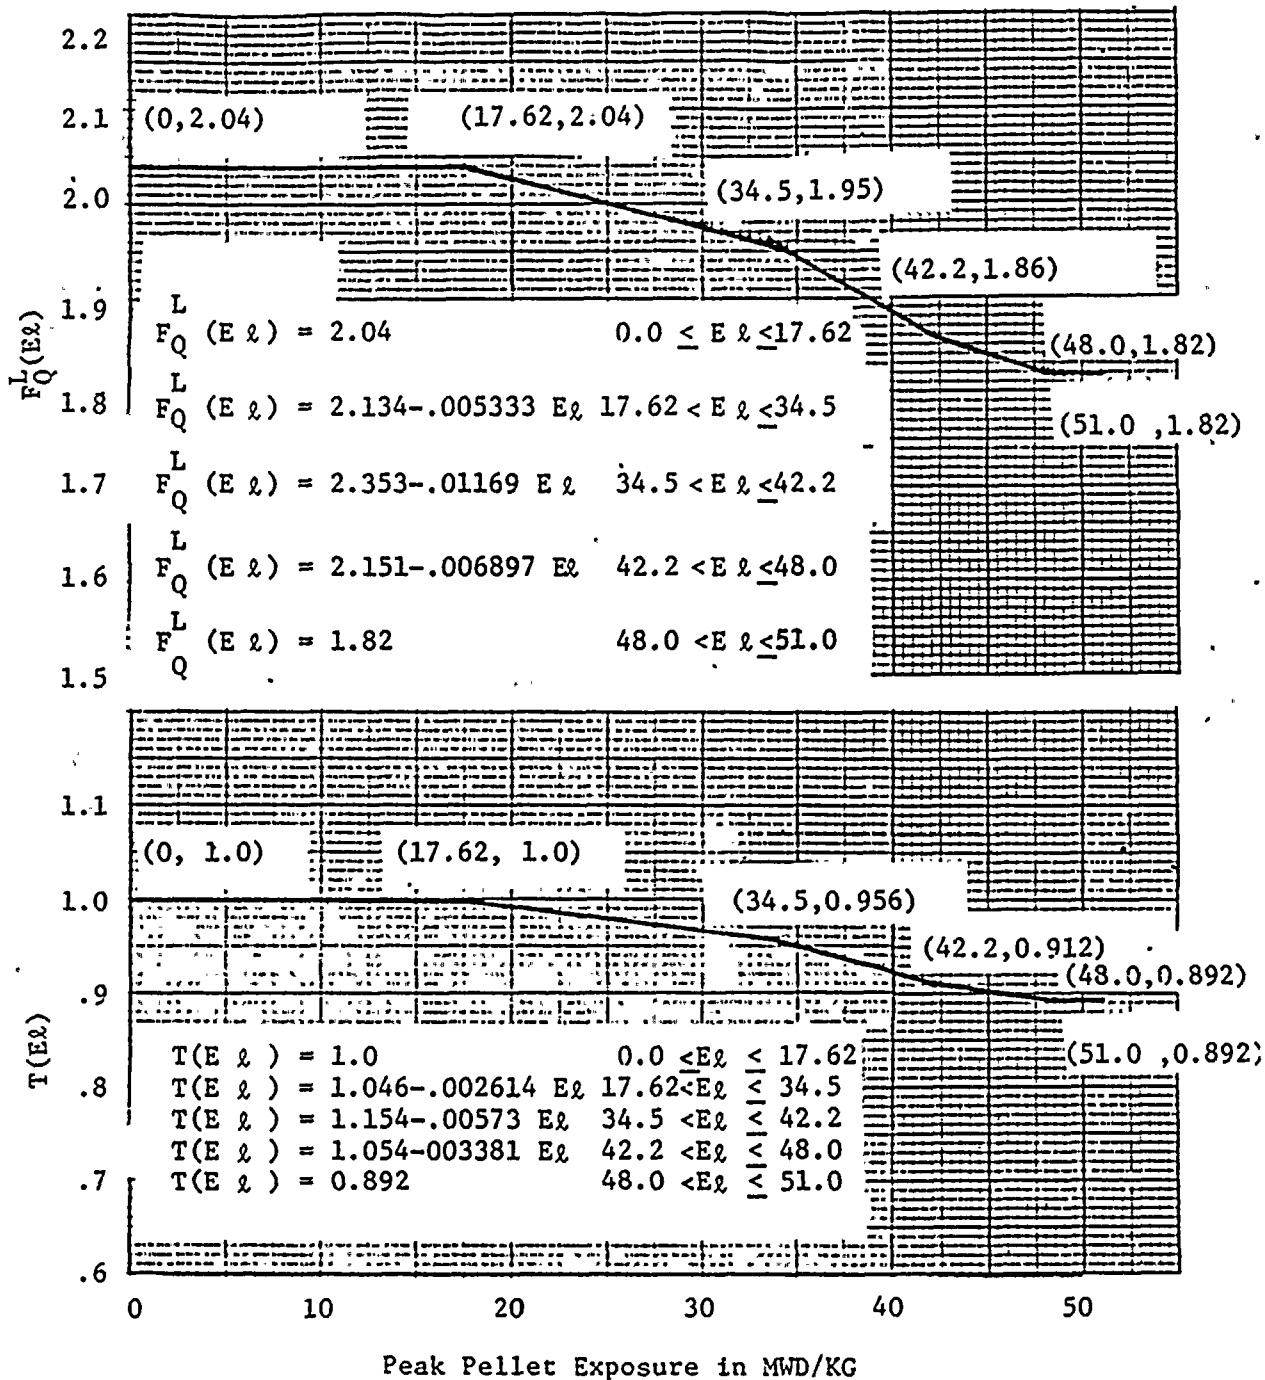 2.2
2.1
2.0
1.9
1.8
1.7
1.6
1.5
F_Q^L(Eℓ)
(0,2.04)
(17.62,2.04)
(34.5,1.95)
(42.2,1.86)
(48.0,1.82)
(51.0 ,1.82)
F_Q^L (E ℓ) = 2.04 0.0 ≤ E ℓ ≤17.62
F_Q^L (E ℓ) = 2.134-.005333 Eℓ 17.62 < E ℓ ≤34.5
F_Q^L (E ℓ) = 2.353-.01169 E ℓ 34.5 <E ℓ ≤42.2
F_Q^L (E ℓ) = 2.151-.006897 Eℓ 42.2 <E ℓ ≤48.0
F_Q^L (E ℓ) = 1.82 48.0 <E ℓ ≤51.0
1.1
1.0
.9
.8
.7
.6
T(Eℓ)
(0, 1.0)
(17.62, 1.0)
(34.5,0.956)
(42.2,0.912)
(48.0,0.892)
(51.0 ,0.892)
T(E ℓ ) = 1.0 0.0 ≤Eℓ ≤ 17.62
T(E ℓ ) = 1.046-.002614 Eℓ 17.62<Eℓ ≤ 34.5
T(E ℓ ) = 1.154-.00573 Eℓ 34.5 <Eℓ ≤ 42.2
T(E ℓ ) = 1.054-003381 Eℓ 42.2 <Eℓ ≤ 48.0
T(E ℓ ) = 0.892 48.0 <Eℓ ≤ 51.0
0 10 20 30 40 50
Peak Pellet Exposure in MWD/KG